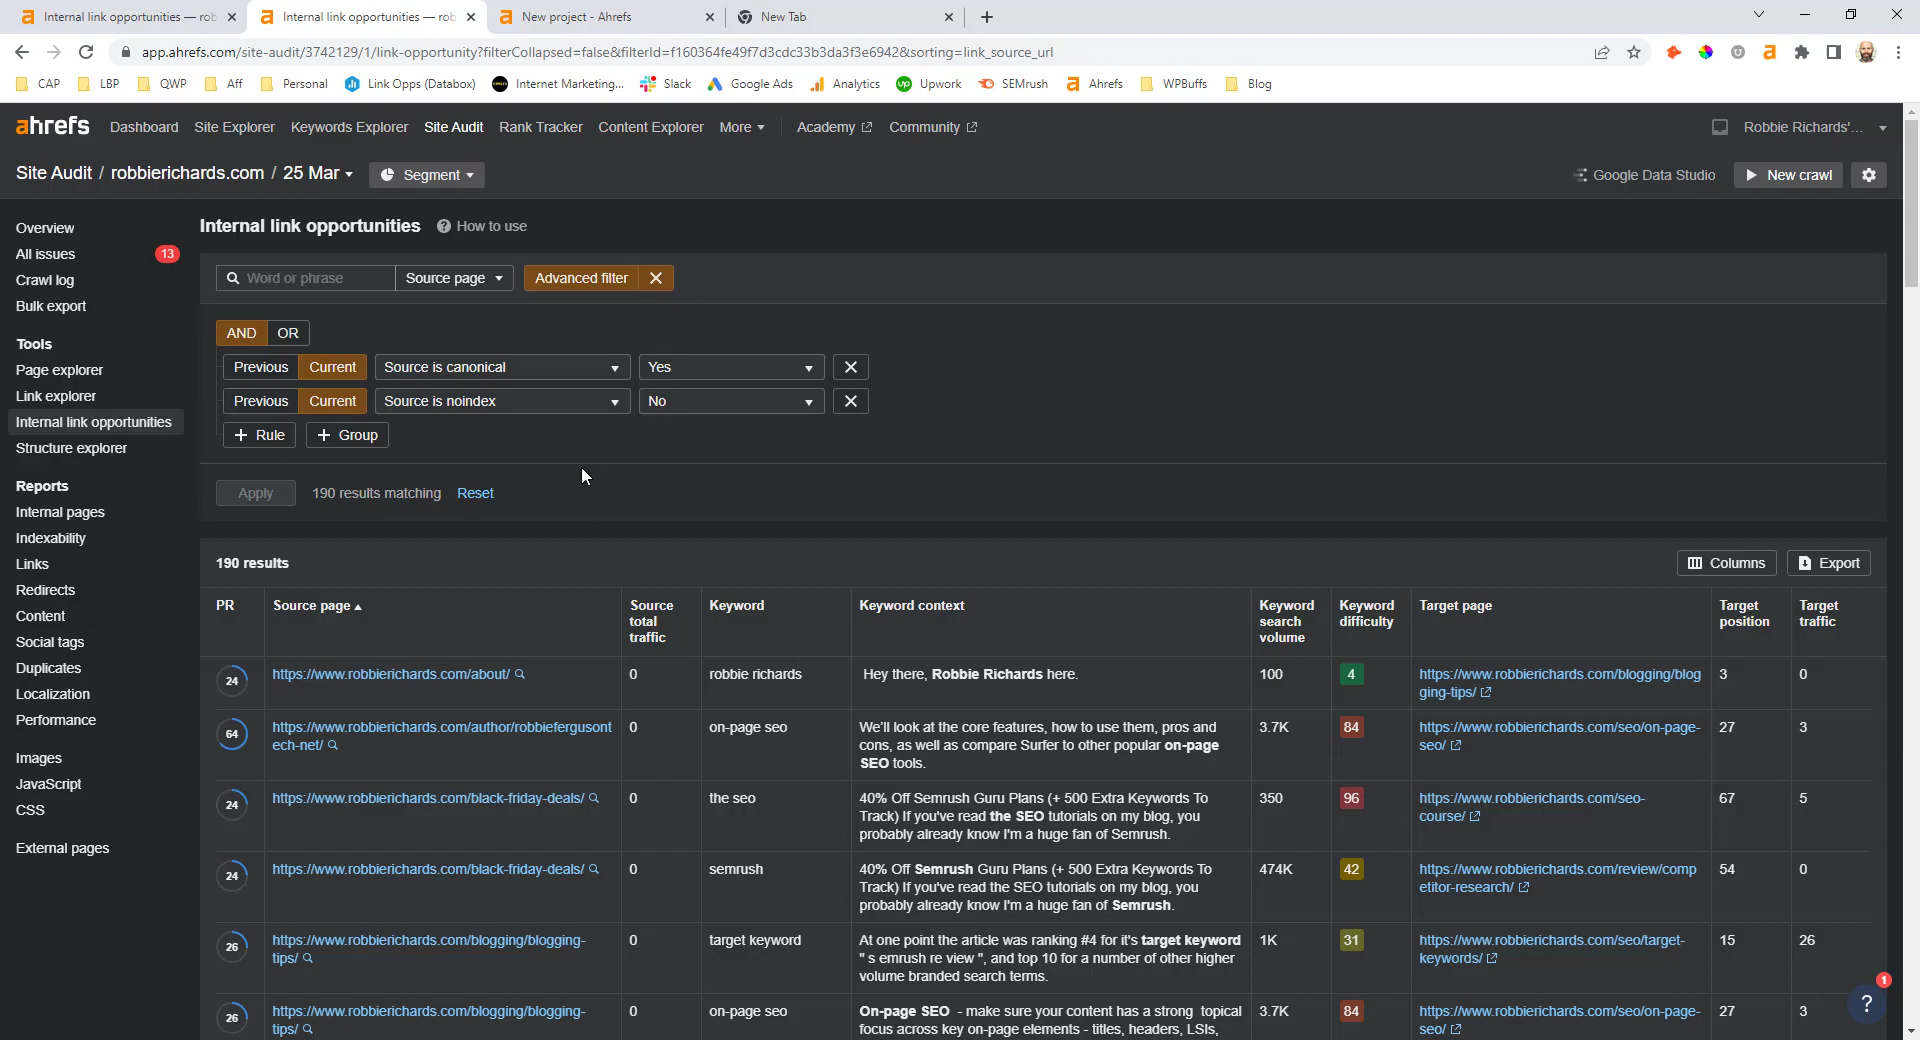 Internal link opportunities — rob
Internal link opportunities — rob
New project - Ahrefs
New Tab
app.ahrefs.com/site-audit/3742129/1/link-opportunity?filterCollapsed=false&filterId=f160364fe49f7d3cdc33b3da3f3e6942&sorting=link_source_url
CAP LBP QWP Aff Personal Link Opps (Databox) Internet Marketing... Slack Google Ads Analytics Upwork SEMrush Ahrefs WPBuffs Blog
ahrefs Dashboard Site Explorer Keywords Explorer Site Audit Rank Tracker Content Explorer More Academy Community Robbie Richards'...
Site Audit / robbierichards.com / 25 Mar Segment Google Data Studio New crawl
Overview
All issues 13
Crawl log
Bulk export
Tools
Page explorer
Link explorer
Internal link opportunities
Structure explorer
Reports
Internal pages
Indexability
Links
Redirects
Content
Social tags
Duplicates
Localization
Performance
Images
JavaScript
CSS
External pages
Internal link opportunities ? How to use
Word or phrase Source page Advanced filter
AND OR
Previous Current Source is canonical Yes
Previous Current Source is noindex No
+ Rule + Group
Apply 190 results matching Reset
190 results Columns Export
PR Source page Source total traffic Keyword Keyword context Keyword search volume Keyword difficulty Target page Target position Target traffic
24 https://www.robbierichards.com/about/ 0 robbie richards Hey there, Robbie Richards here. 100 4 https://www.robbierichards.com/blogging/blog 3 0
ging-tips/
64 https://www.robbierichards.com/author/robbiefergusont 0 on-page seo We'll look at the core features, how to use them, pros and 3.7K 84 https://www.robbierichards.com/seo/on-page- 27 3
ech-net/ cons, as well as compare Surfer to other popular on-page seo/
SEO tools.
24 https://www.robbierichards.com/black-friday-deals/ 0 the seo 40% Off Semrush Guru Plans (+ 500 Extra Keywords To 350 96 https://www.robbierichards.com/seo- 67 5
Track) If you've read the SEO tutorials on my blog, you course/
probably already know I'm a huge fan of Semrush.
24 https://www.robbierichards.com/black-friday-deals/ 0 semrush 40% Off Semrush Guru Plans (+ 500 Extra Keywords To 474K 42 https://www.robbierichards.com/review/comp 54 0
Track) If you've read the SEO tutorials on my blog, you etitor-research/
probably already know I'm a huge fan of Semrush.
26 https://www.robbierichards.com/blogging/blogging- 0 target keyword At one point the article was ranking #4 for it's target keyword 1K 31 https://www.robbierichards.com/seo/target- 15 26
tips/ " s emrush re view ", and top 10 for a number of other higher keywords/
volume branded search terms.
26 https://www.robbierichards.com/blogging/blogging- 0 on-page seo On-page SEO - make sure your content has a strong topical 3.7K 84 https://www.robbierichards.com/seo/on-page- 27 3
tips/ focus across key on-page elements - titles, headers, LSIs, seo/
1
?